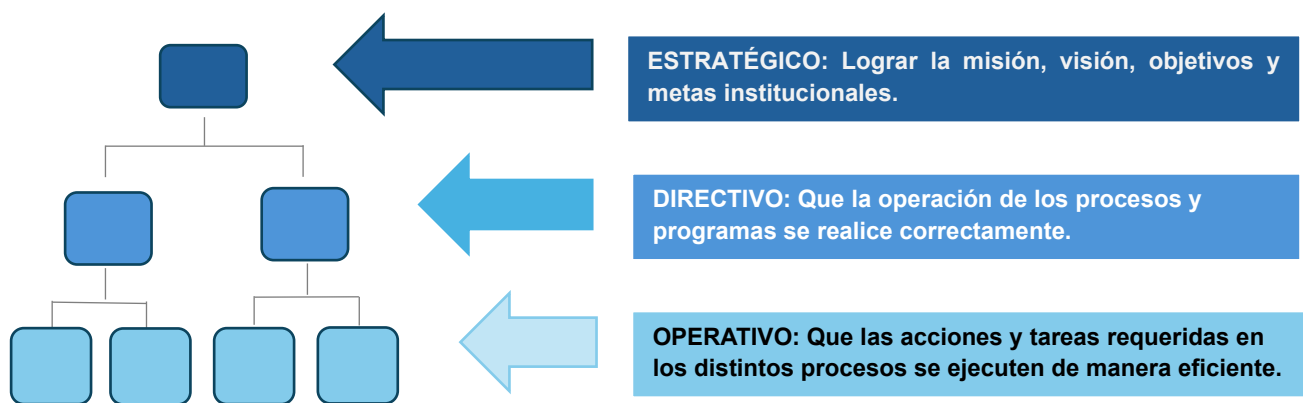 ESTRATÉGICO: Lograr la misión, visión, objetivos y
metas institucionales.
DIRECTIVO: Que la operación de los procesos y
programas se realice correctamente.
OPERATIVO: Que las acciones y tareas requeridas en
los distintos procesos se ejecuten de manera eficiente.